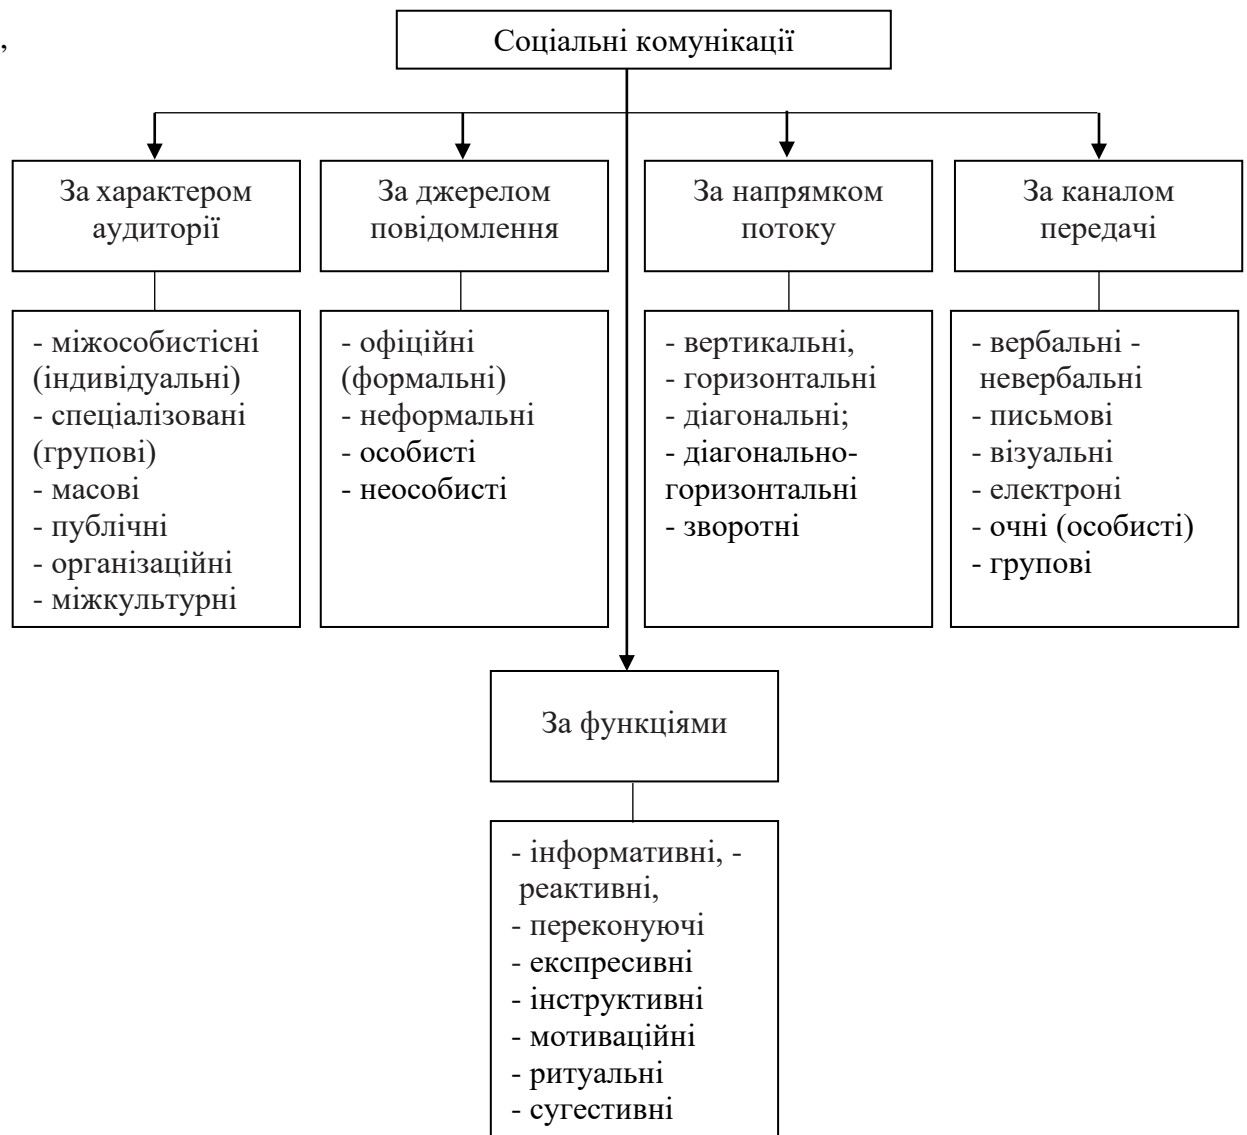 ,
Соціальні комунікації
За характером
аудиторії
За джерелом
повідомлення
За напрямком
потоку
За каналом
передачі
- міжособистісні
(індивідуальні)
- спеціалізовані
(групові)
- масові
- публічні
- організаційні
- міжкультурні
- офіційні
(формальні)
- неформальні
- особисті
- неособисті
- вертикальні,
- горизонтальні
- діагональні;
- діагонально-
горизонтальні
- зворотні
- вербальні -
невербальні
- письмові
- візуальні
- електроні
- очні (особисті)
- групові
За функціями
- інформативні, -
реактивні,
- переконуючі
- експресивні
- інструктивні
- мотиваційні
- ритуальні
- сугестивні